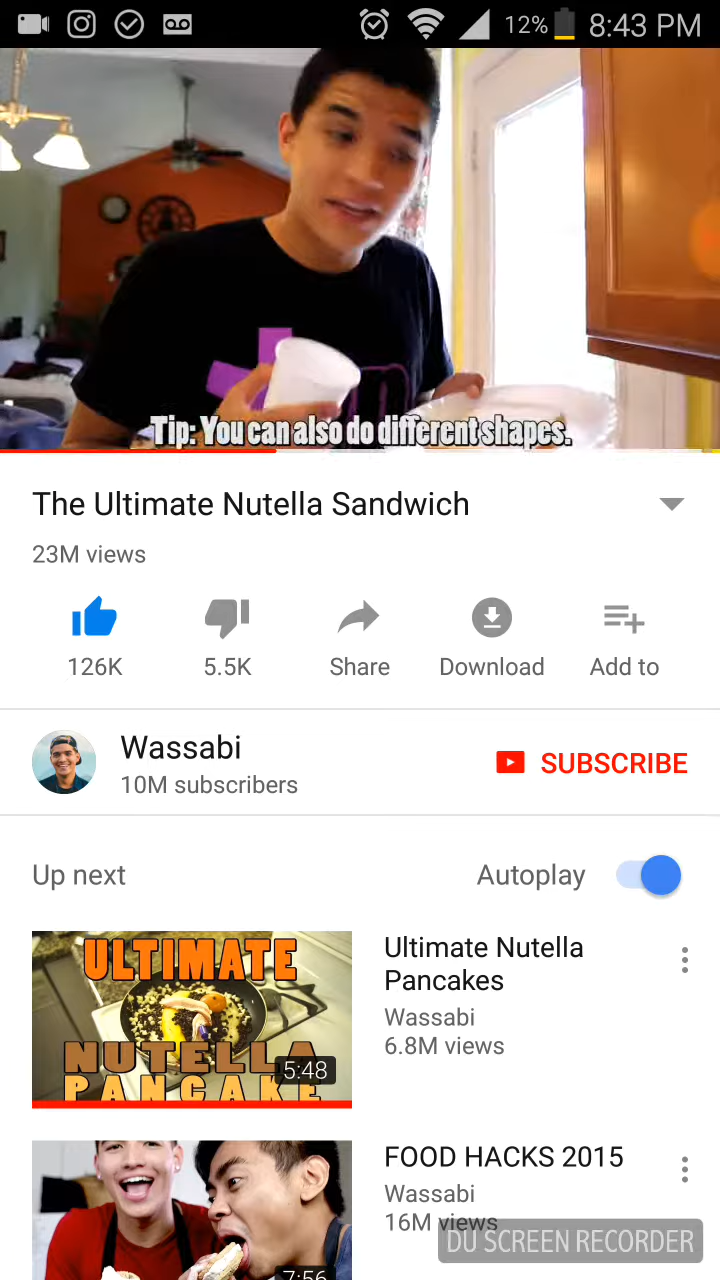 12% 8:43 PM
Tip: You can also do different shapes.
The Ultimate Nutella Sandwich
23M views
126K 5.5K Share Download Add to
Wassabi
10M subscribers
SUBSCRIBE
Up next Autoplay
ULTIMATE
NUTELLA
PANCAKE
5:48
Ultimate Nutella
Pancakes
Wassabi
6.8M views
7:56
FOOD HACKS 2015
Wassabi
16M views
DU SCREEN RECORDER